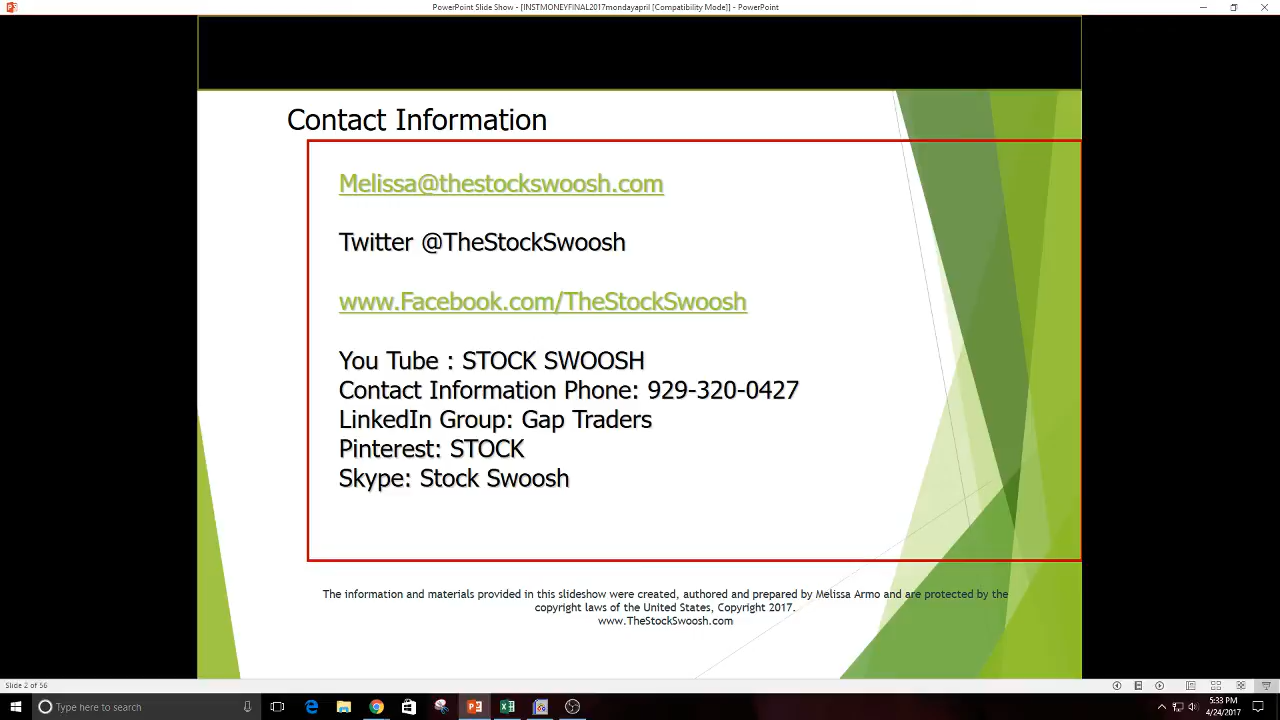 PowerPoint Slide Show - [INSTMONEYFINAL2017mondayapril [Compatibility Mode]] - PowerPoint
Contact Information
Melissa@thestockswoosh.com
Twitter @TheStockSwoosh
www.Facebook.com/TheStockSwoosh
You Tube : STOCK SWOOSH
Contact Information Phone: 929-320-0427
LinkedIn Group: Gap Traders
Pinterest: STOCK
Skype: Stock Swoosh
The information and materials provided in this slideshow were created, authored and prepared by Melissa Armo and are protected by the
copyright laws of the United States, Copyright 2017.
www.TheStockSwoosh.com
Slide 2 of 56
Type here to search
5:33 PM
4/24/2017